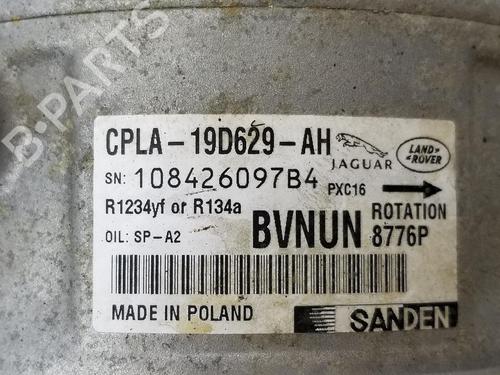 B-PARTS
CPLA-19D629-AH
JAGUAR
LAND ROVER
SN: 108426097B4
PXC16
R1234yf or R134a
ROTATION
OIL: SP-A2
BVNUN
8776P
MADE IN POLAND
SANDEN